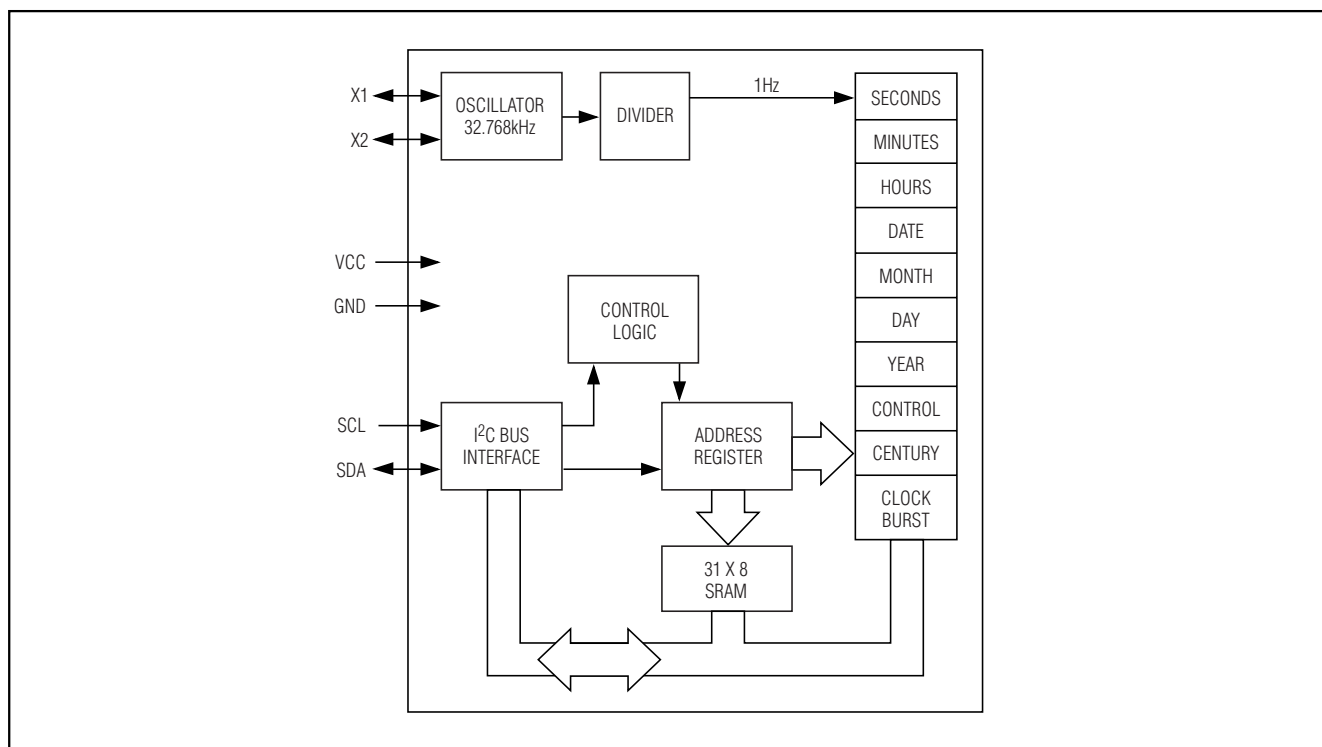 X1
X2
OSCILLATOR
32.768kHz
DIVIDER
1Hz
VCC
GND
CONTROL
LOGIC
SCL
SDA
I²C BUS
INTERFACE
ADDRESS
REGISTER
31 X 8
SRAM
SECONDS
MINUTES
HOURS
DATE
MONTH
DAY
YEAR
CONTROL
CENTURY
CLOCK
BURST